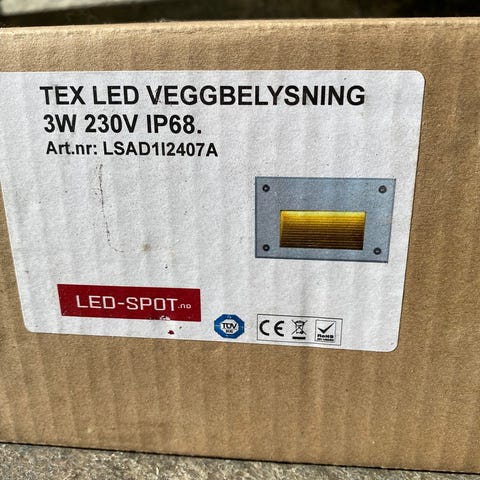 TEX LED VEGGBELYSNING
3W 230V IP68.
Art.nr: LSAD1I2407A
LED-SPOT.no
TÜV
CE
RoHS